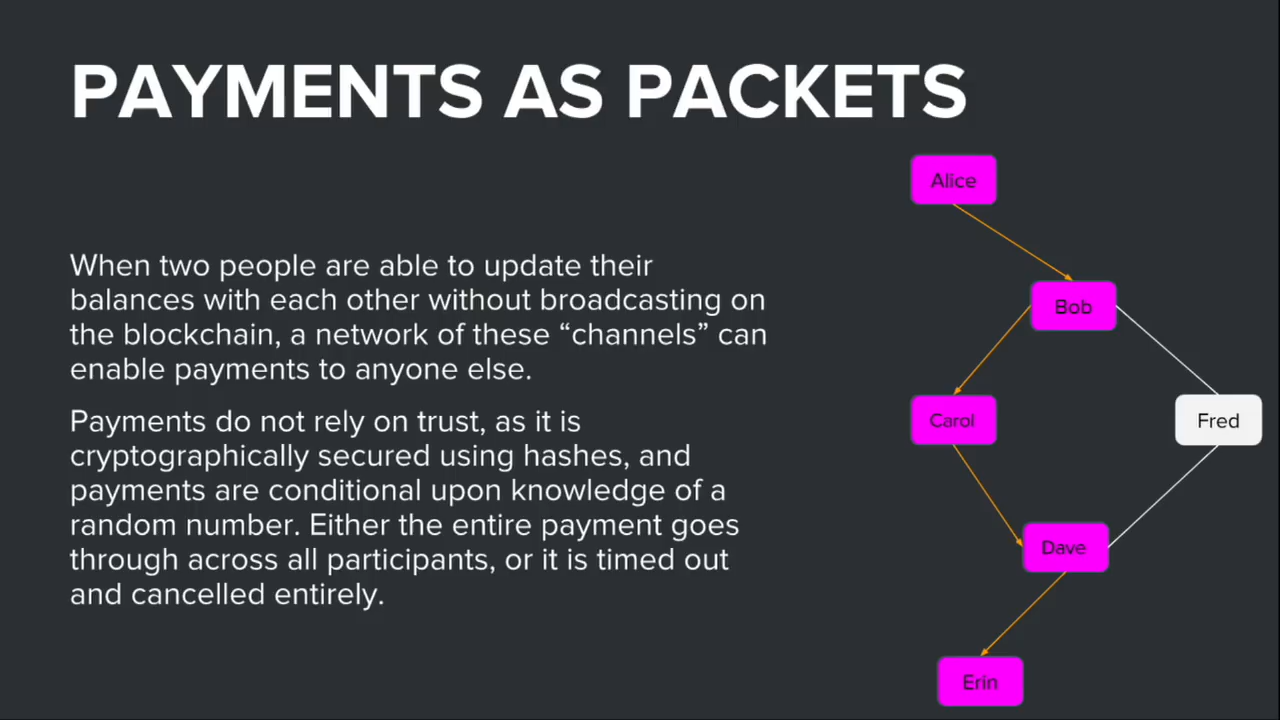 PAYMENTS AS PACKETS
When two people are able to update their
balances with each other without broadcasting on
the blockchain, a network of these “channels” can
enable payments to anyone else.
Payments do not rely on trust, as it is
cryptographically secured using hashes, and
payments are conditional upon knowledge of a
random number. Either the entire payment goes
through across all participants, or it is timed out
and cancelled entirely.
Alice
Bob
Carol
Fred
Dave
Erin